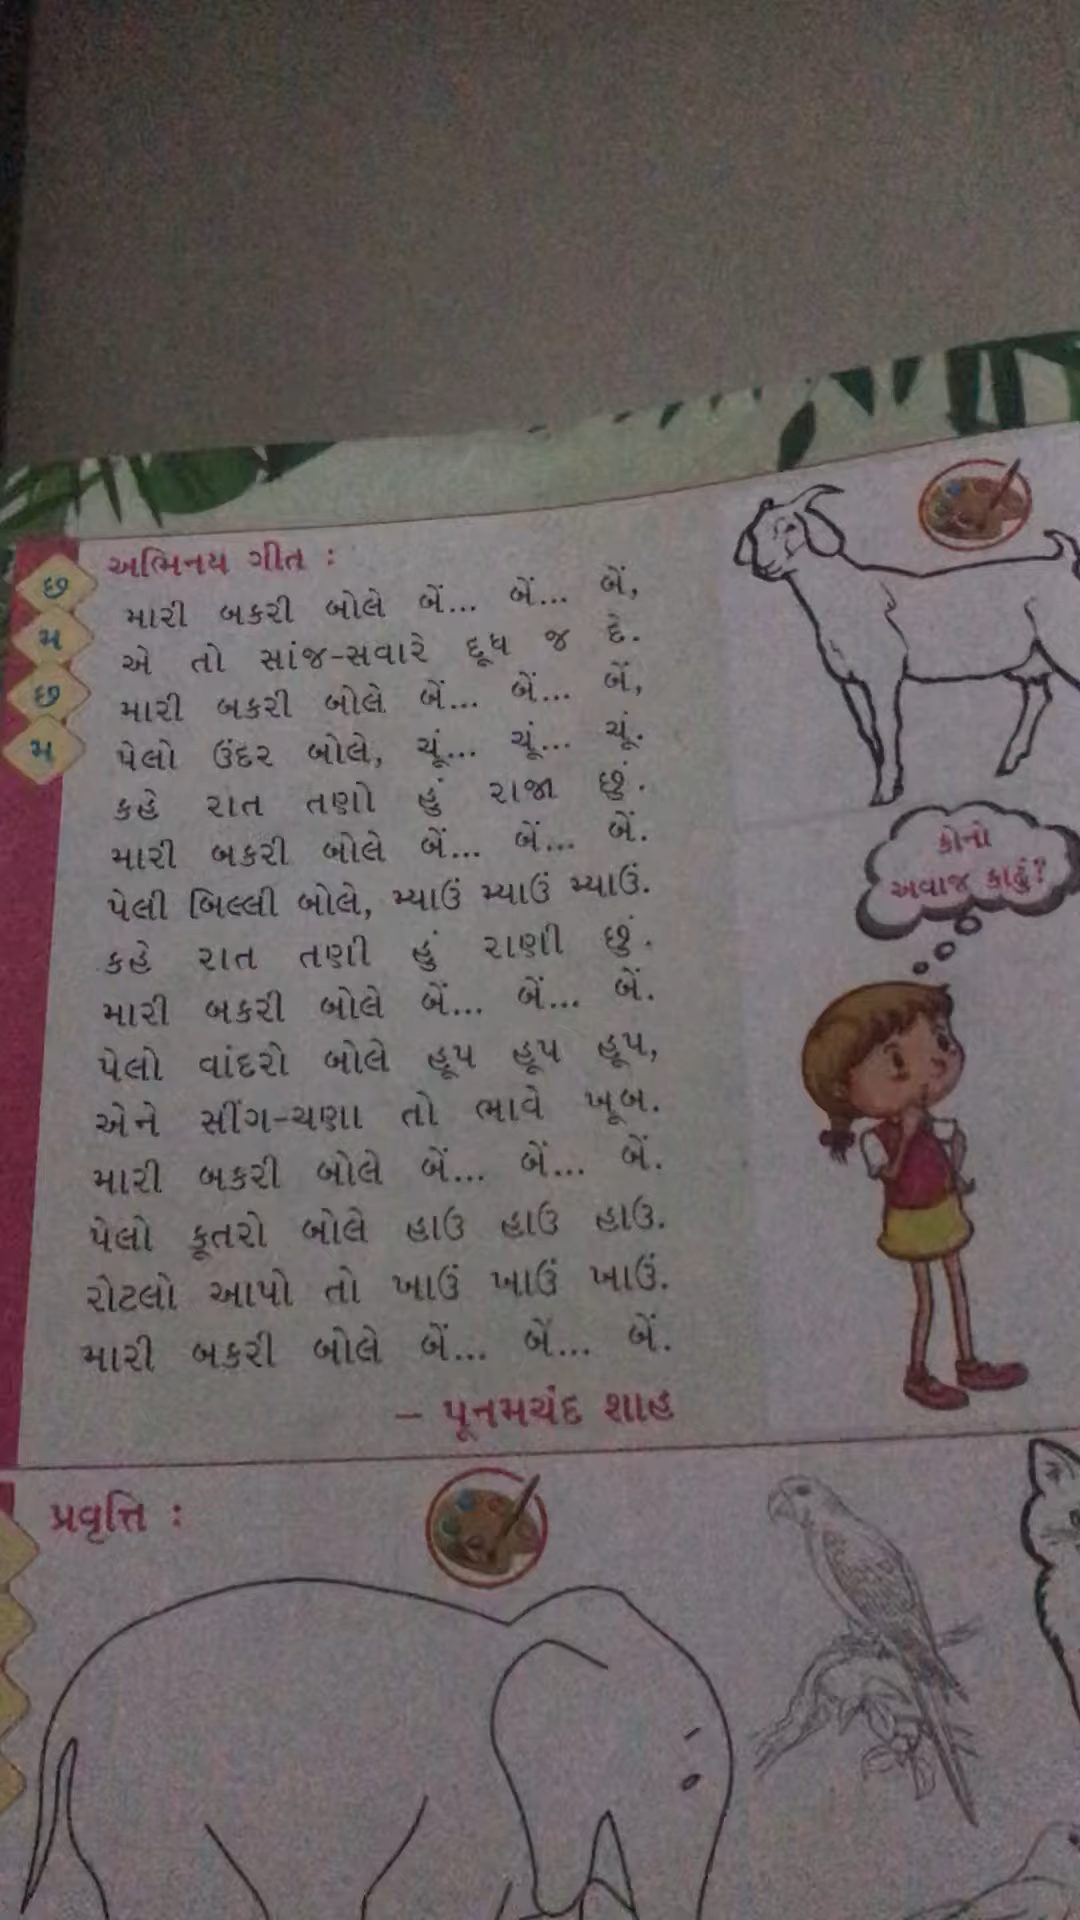 અભિનય ગીત :
મારી બકરી બોલે બેં... બેં... બેં,
એ તો સાંજ-સવારે દૂધ જ દે.
મારી બકરી બોલે બેં... બેં... બેં,
પેલો ઉંદર બોલે, ચૂં... ચૂં... ચૂં.
કહે રાત તણો હું રાજા છું.
મારી બકરી બોલે બેં... બેં... બેં.
પેલી બિલ્લી બોલે, મ્યાઉં મ્યાઉં મ્યાઉં.
કહે રાત તણી હું રાણી છું.
મારી બકરી બોલે બેં... બેં... બેં.
પેલો વાંદરો બોલે હૂપ હૂપ હૂપ,
એને સીંગ-ચણા તો ભાવે ખૂબ.
મારી બકરી બોલે બેં... બેં... બેં.
પેલો કૂતરો બોલે હાઉ હાઉ હાઉ.
રોટલો આપો તો ખાઉં ખાઉં ખાઉં.
મારી બકરી બોલે બેં... બેં... બેં.
– પૂનમચંદ શાહ
છ
મ
છ
મ
કોનો
અવાજ કાઢું?
પ્રવૃત્તિ :